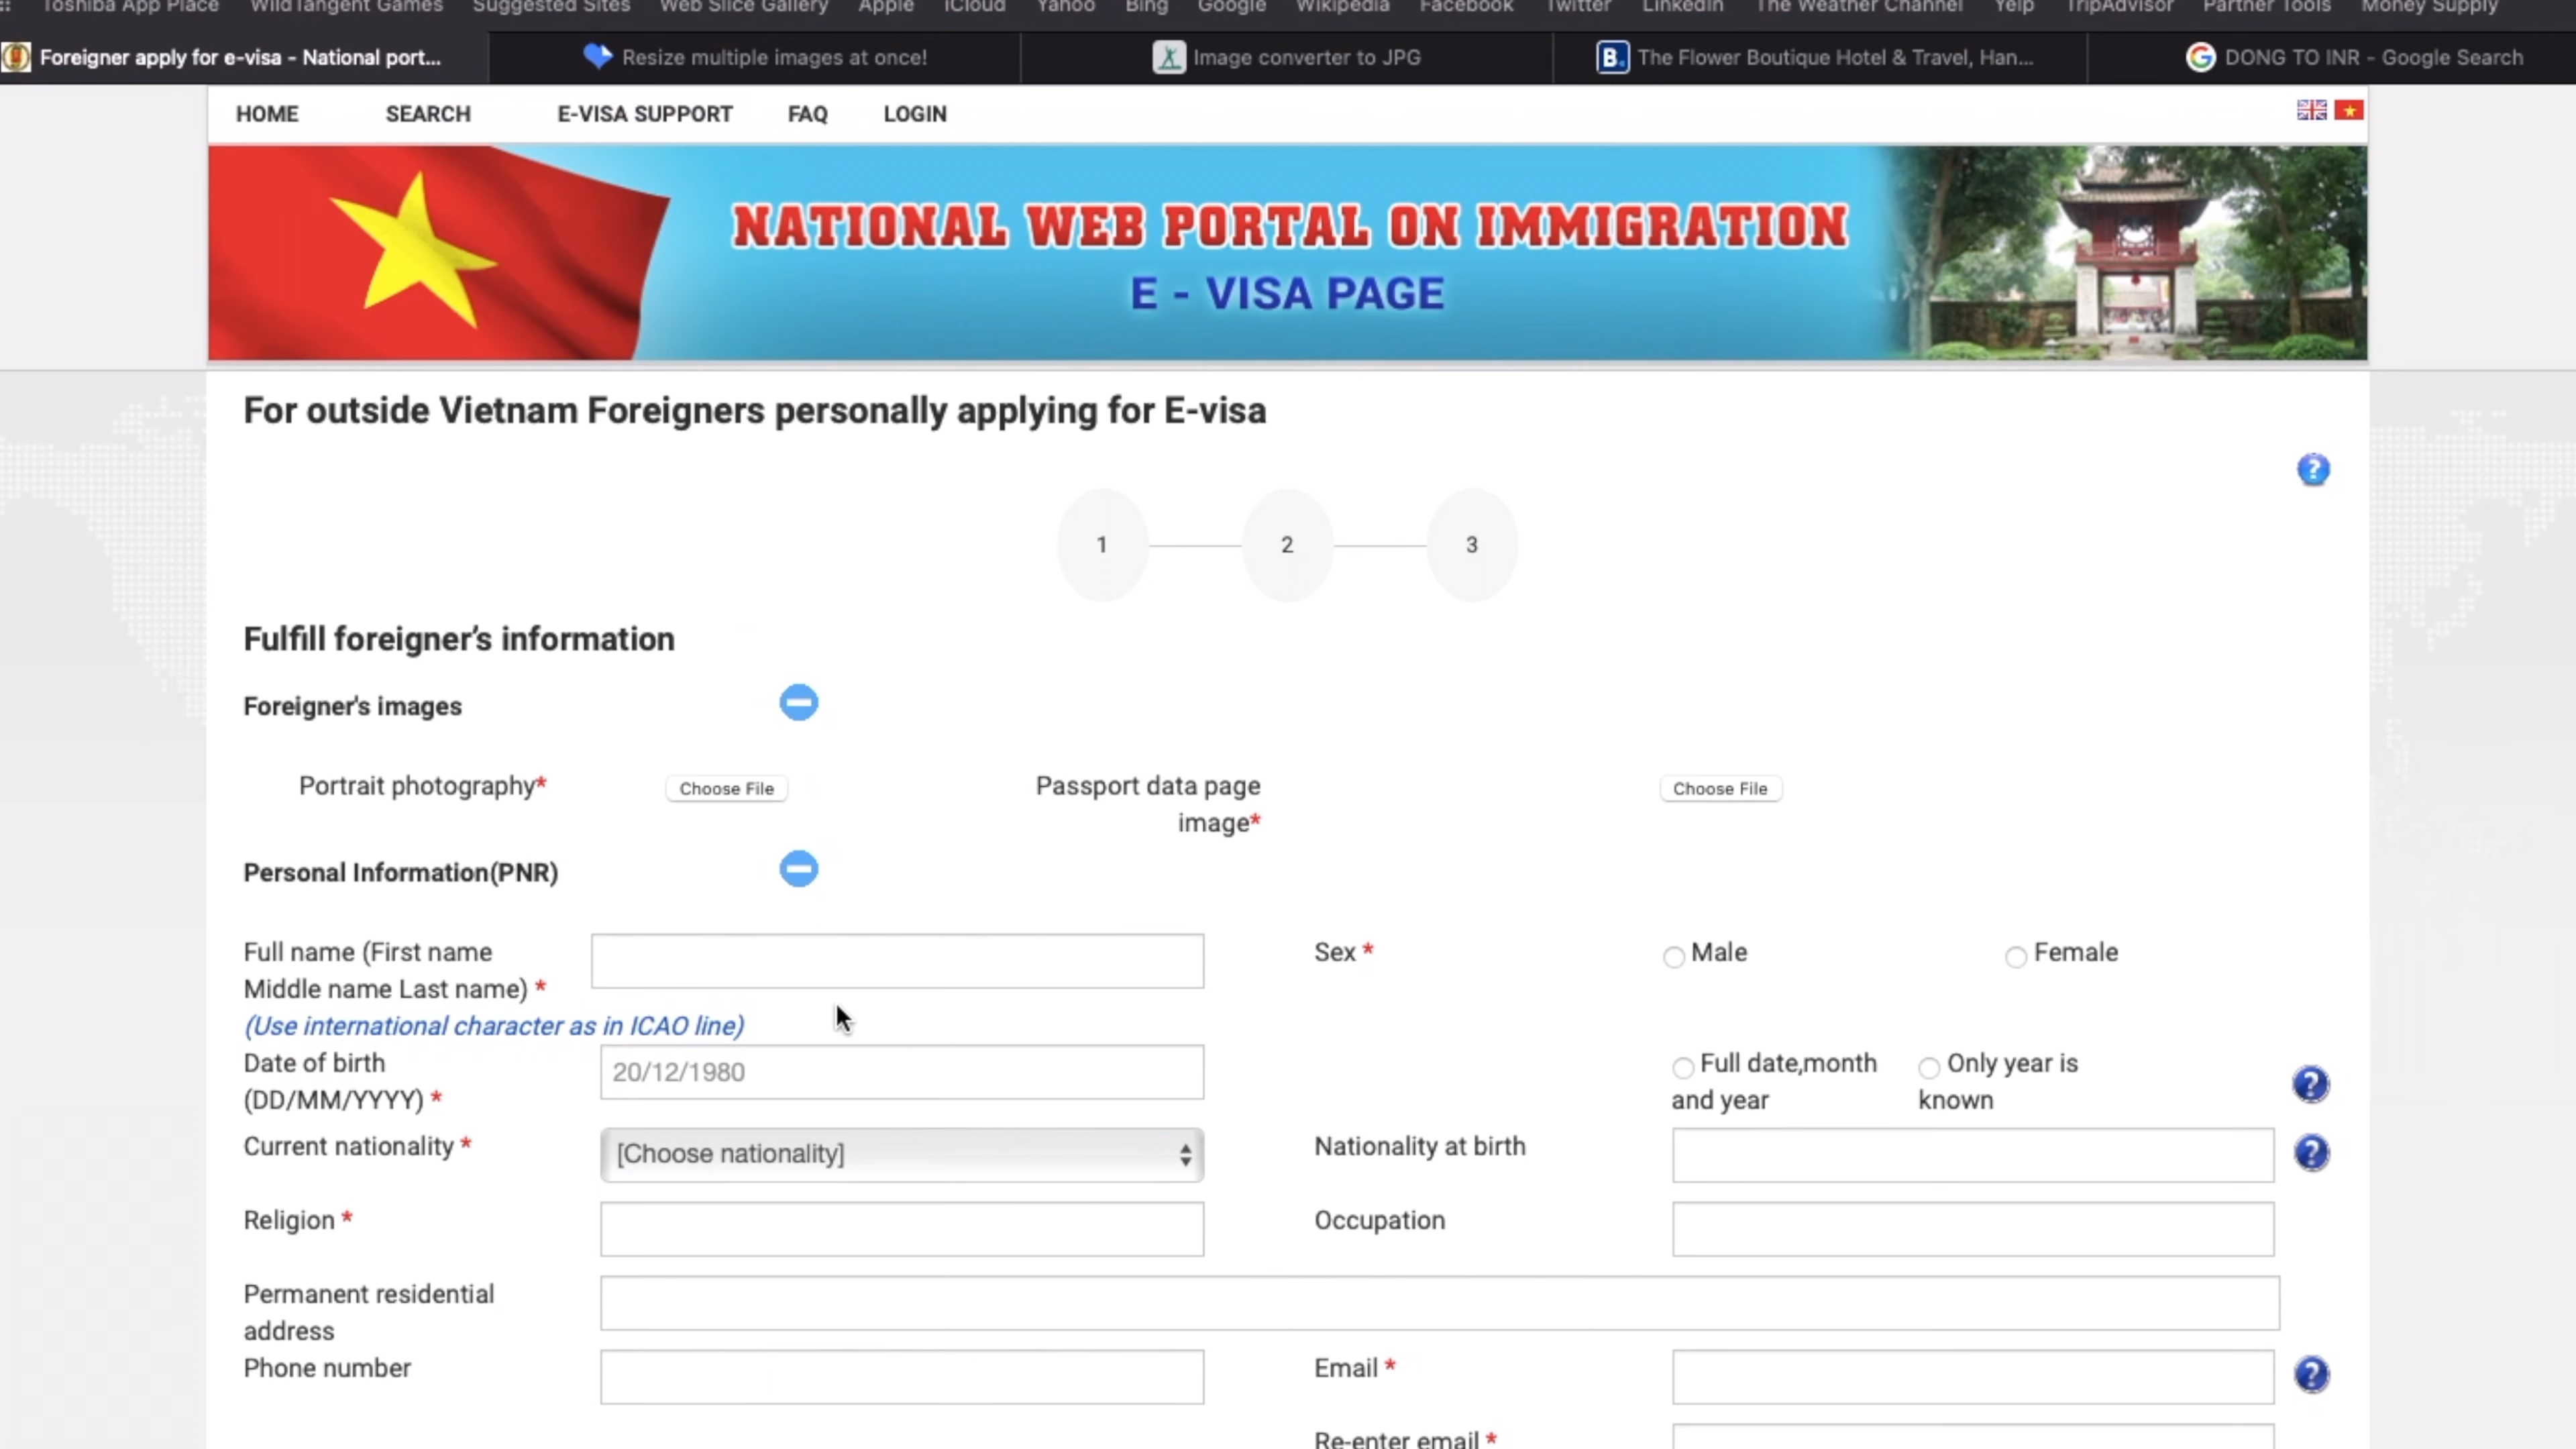 Toshiba App Place WildTangent Games Suggested Sites Web Slice Gallery Apple iCloud Yahoo Bing Google Wikipedia Facebook Twitter LinkedIn The Weather Channel Yelp TripAdvisor Partner Tools Money Supply
Foreigner apply for e-visa - National port... Resize multiple images at once! Image converter to JPG B. The Flower Boutique Hotel & Travel, Han... DONG TO INR - Google Search
HOME SEARCH E-VISA SUPPORT FAQ LOGIN
NATIONAL WEB PORTAL ON IMMIGRATION
E - VISA PAGE
For outside Vietnam Foreigners personally applying for E-visa
?
1 2 3
Fulfill foreigner's information
Foreigner's images
Portrait photography* Choose File Passport data page Choose File
image*
Personal Information(PNR)
Full name (First name Sex * Male Female
Middle name Last name) *
(Use international character as in ICAO line)
Date of birth 20/12/1980 Full date,month Only year is ?
(DD/MM/YYYY) * and year known
Current nationality * [Choose nationality] Nationality at birth ?
Religion * Occupation
Permanent residential
address
Phone number Email * ?
Re-enter email *